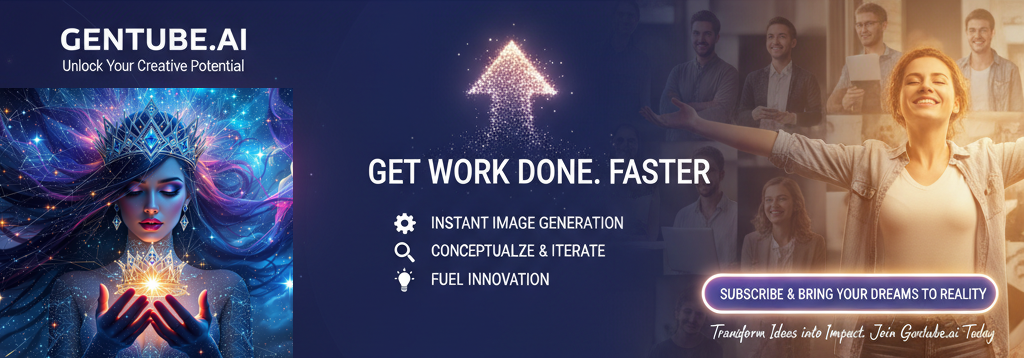 GENTUBE.AI
Unlock Your Creative Potential
GET WORK DONE. FASTER
INSTANT IMAGE GENERATION
CONCEPTUALZE & ITERATE
FUEL INNOVATION
SUBSCRIBE & BRING YOUR DREAMS TO REALITY
Transform Ideas into Impact. Join Gentube.ai Today